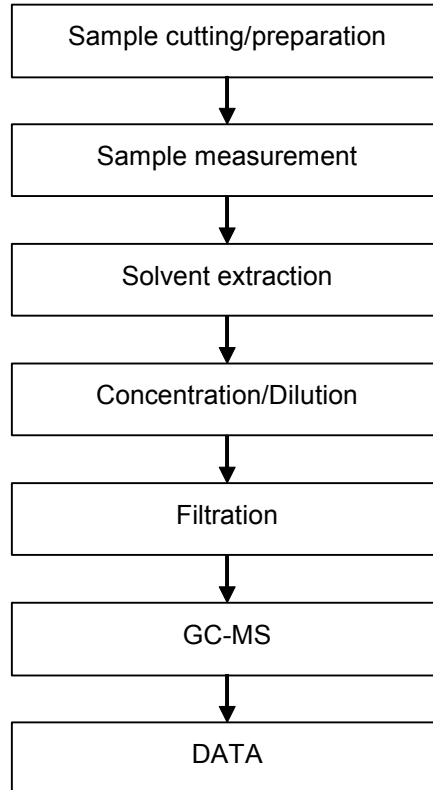 Sample cutting/preparation
Sample measurement
Solvent extraction
Concentration/Dilution
Filtration
GC-MS
DATA